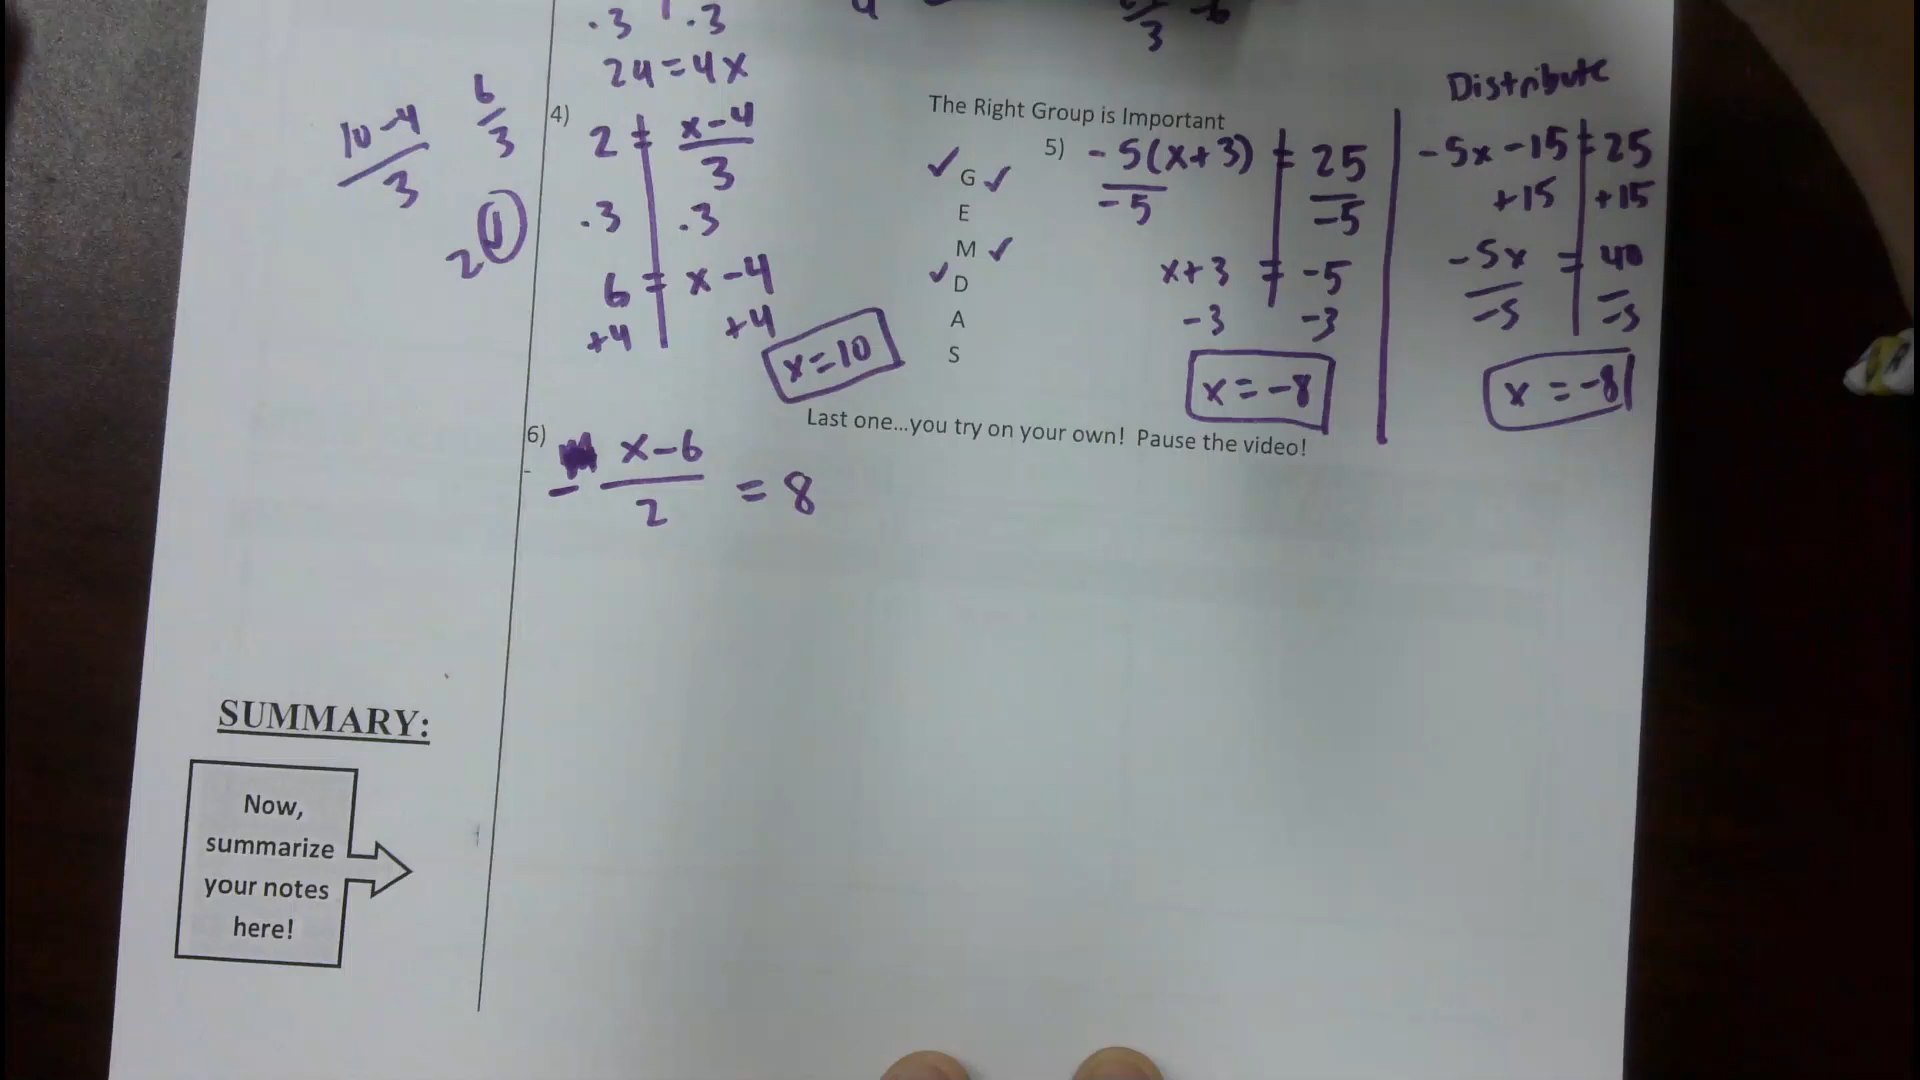 .3 .3
24 = 4x
10-4
3
6
3
2
4) 2 = x-4
3
.3 .3
6 = x-4
+4 +4
x=10
The Right Group is Important
✓ G ✓
E
M ✓
✓ D
A
S
5) -5(x+3) = 25
-5 -5
x+3 = -5
-3 -3
x = -8
Distribute
-5x -15 = 25
+15 +15
-5x = 40
-5 -5
x = -8
Last one...you try on your own! Pause the video!
6) - x-6
2
= 8
SUMMARY:
Now,
summarize
your notes
here!